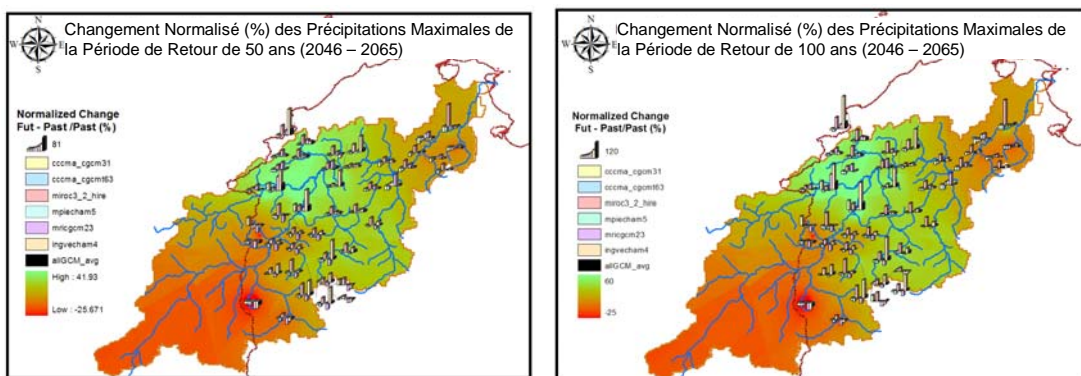 Changement Normalisé (%) des Précipitations Maximales de
la Période de Retour de 50 ans (2046 – 2065)
N
W E
S
Normalized Change
Fut - Past /Past (%)
81
cccma_cgcm31
cccma_cgcmt63
miroc3_2_hire
mpiecham5
mricgcm23
ingvecham4
allGCM_avg
High : 41.93
Low : -25.671
Changement Normalisé (%) des Précipitations Maximales de
la Période de Retour de 100 ans (2046 – 2065)
N
W E
S
Normalized Change
Fut - Past/Past (%)
120
cccma_cgcm31
cccma_cgcmt63
miroc3_2_hire
mpiecham5
mricgcm23
ingvecham4
allGCM_avg
60
-25